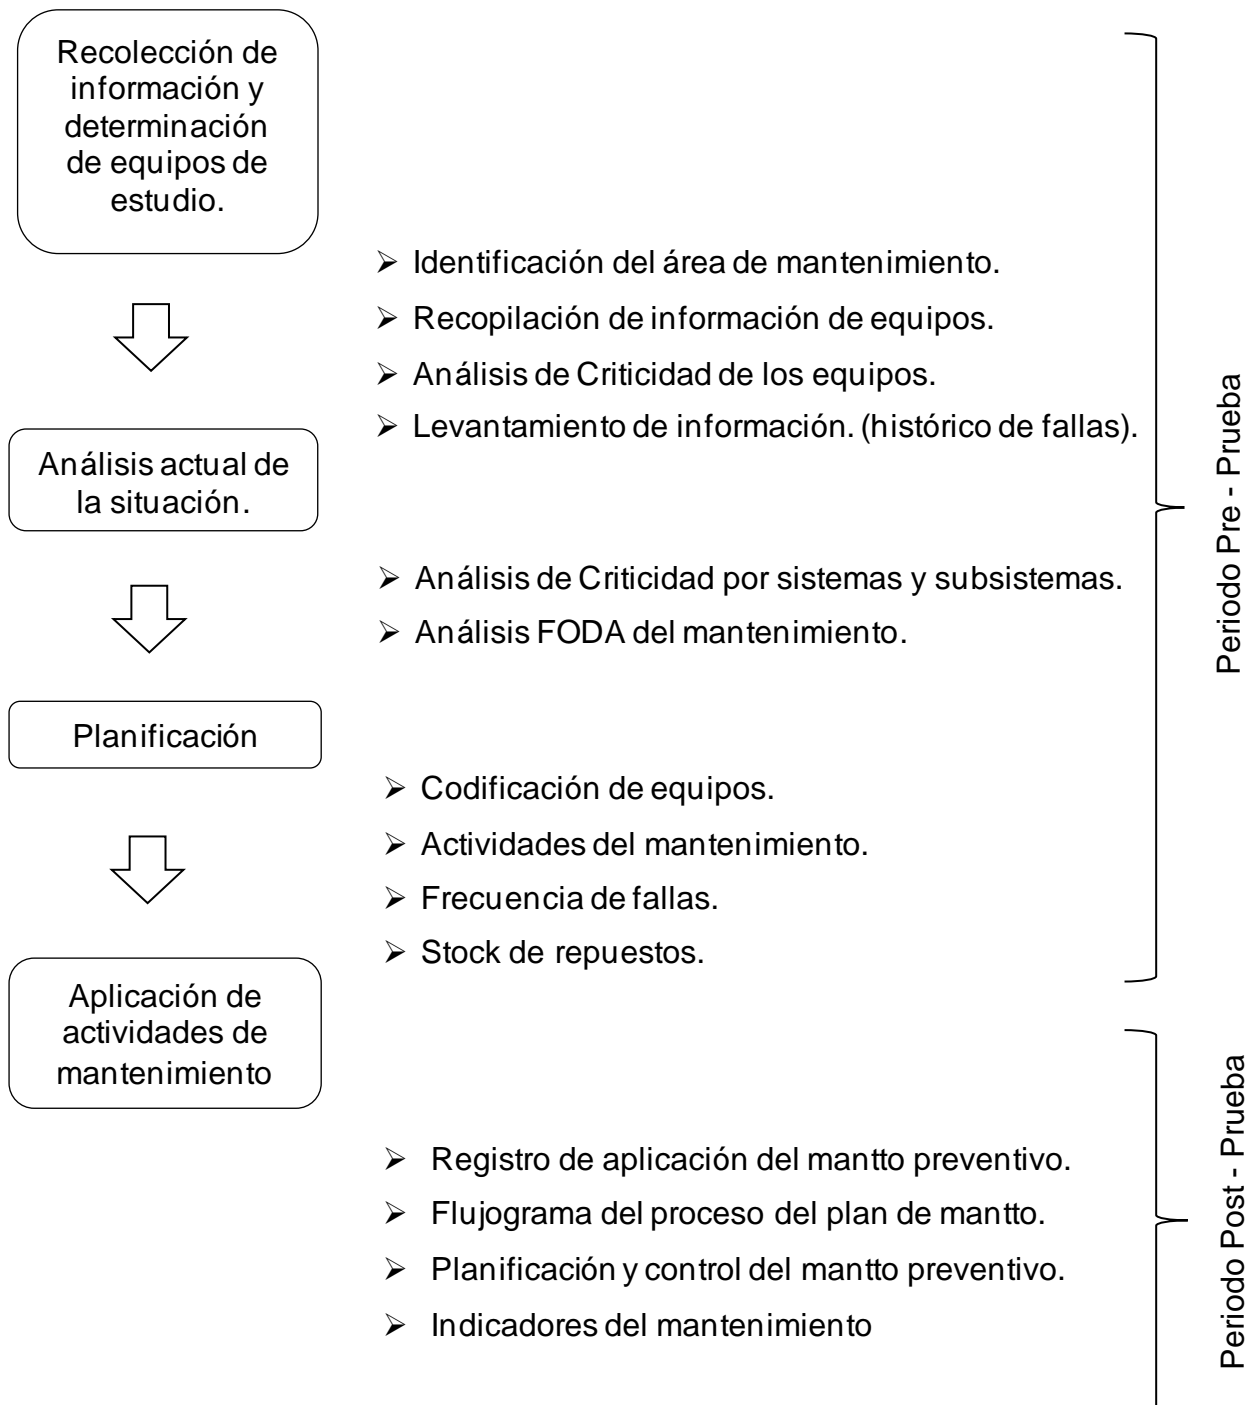 Recolección de
información y
determinación
de equipos de
estudio.
➢ Identificación del área de mantenimiento.
➢ Recopilación de información de equipos.
➢ Análisis de Criticidad de los equipos.
➢ Levantamiento de información. (histórico de fallas).
Análisis actual de
la situación.
➢ Análisis de Criticidad por sistemas y subsistemas.
➢ Análisis FODA del mantenimiento.
Planificación
➢ Codificación de equipos.
➢ Actividades del mantenimiento.
➢ Frecuencia de fallas.
➢ Stock de repuestos.
Periodo Pre - Prueba
Aplicación de
actividades de
mantenimiento
➢ Registro de aplicación del mantto preventivo.
➢ Flujograma del proceso del plan de mantto.
➢ Planificación y control del mantto preventivo.
➢ Indicadores del mantenimiento
Periodo Post - Prueba